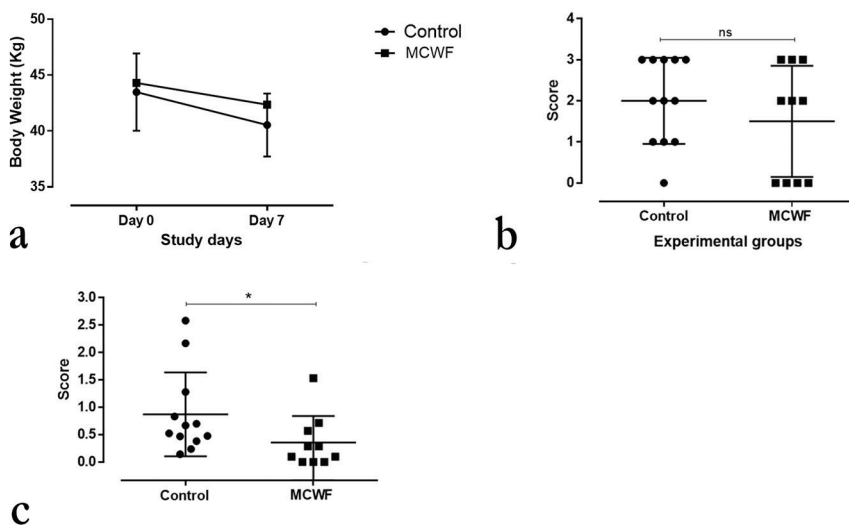 50
45
40
35
Body Weight (Kg)
Day 0
Day 7
Study days
Control
MCWF
a
ns
4
3
2
1
0
Score
Control
MCWF
Experimental groups
b
*
3.0
2.5
2.0
1.5
1.0
0.5
0.0
Score
Control
MCWF
c